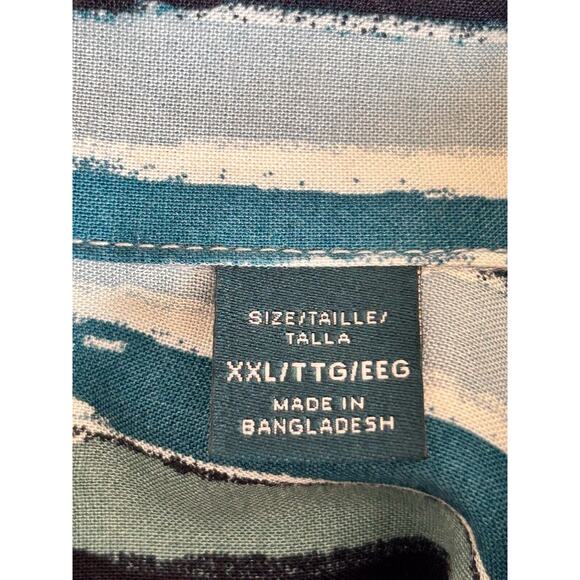 SIZE/TAILLE/
TALLA
XXL/TTG/EEG
MADE IN
BANGLADESH